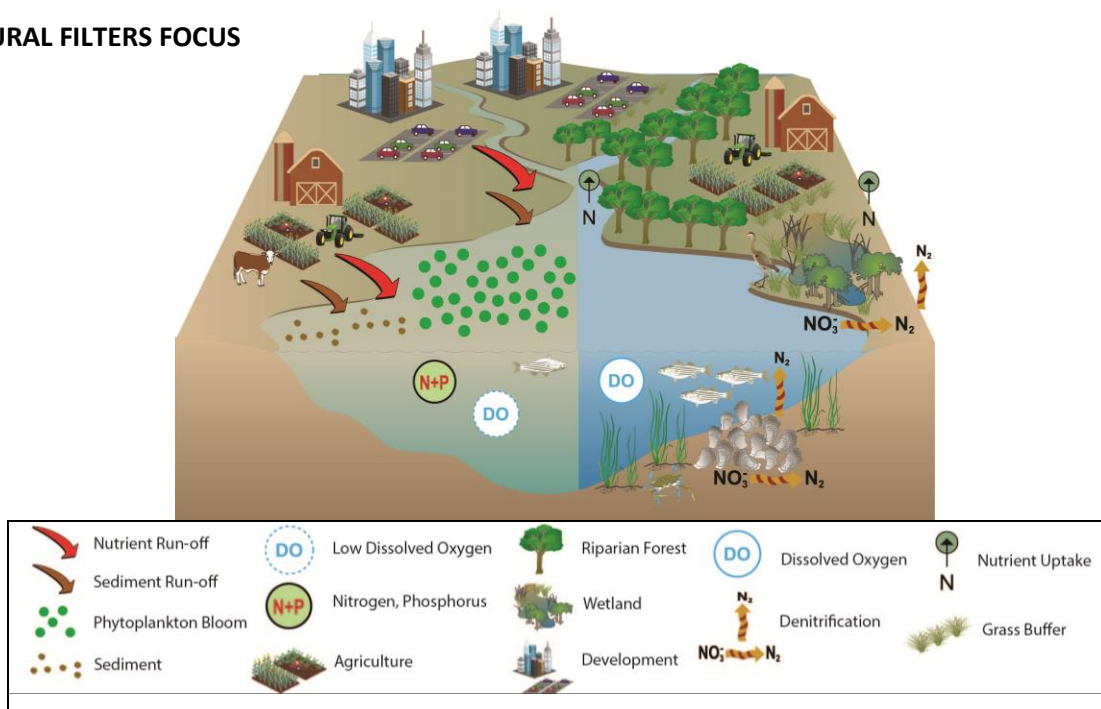 URAL FILTERS FOCUS
N
N
N₂
NO₃⁻ N₂
N+P
DO
DO
N₂
NO₃⁻ N₂
Nutrient Run-off
Sediment Run-off
Phytoplankton Bloom
Sediment
DO Low Dissolved Oxygen
N+P Nitrogen, Phosphorus
Agriculture
Riparian Forest
Wetland
Development
DO Dissolved Oxygen
N₂
NO₃⁻ N₂
Denitrification
N
Nutrient Uptake
Grass Buffer